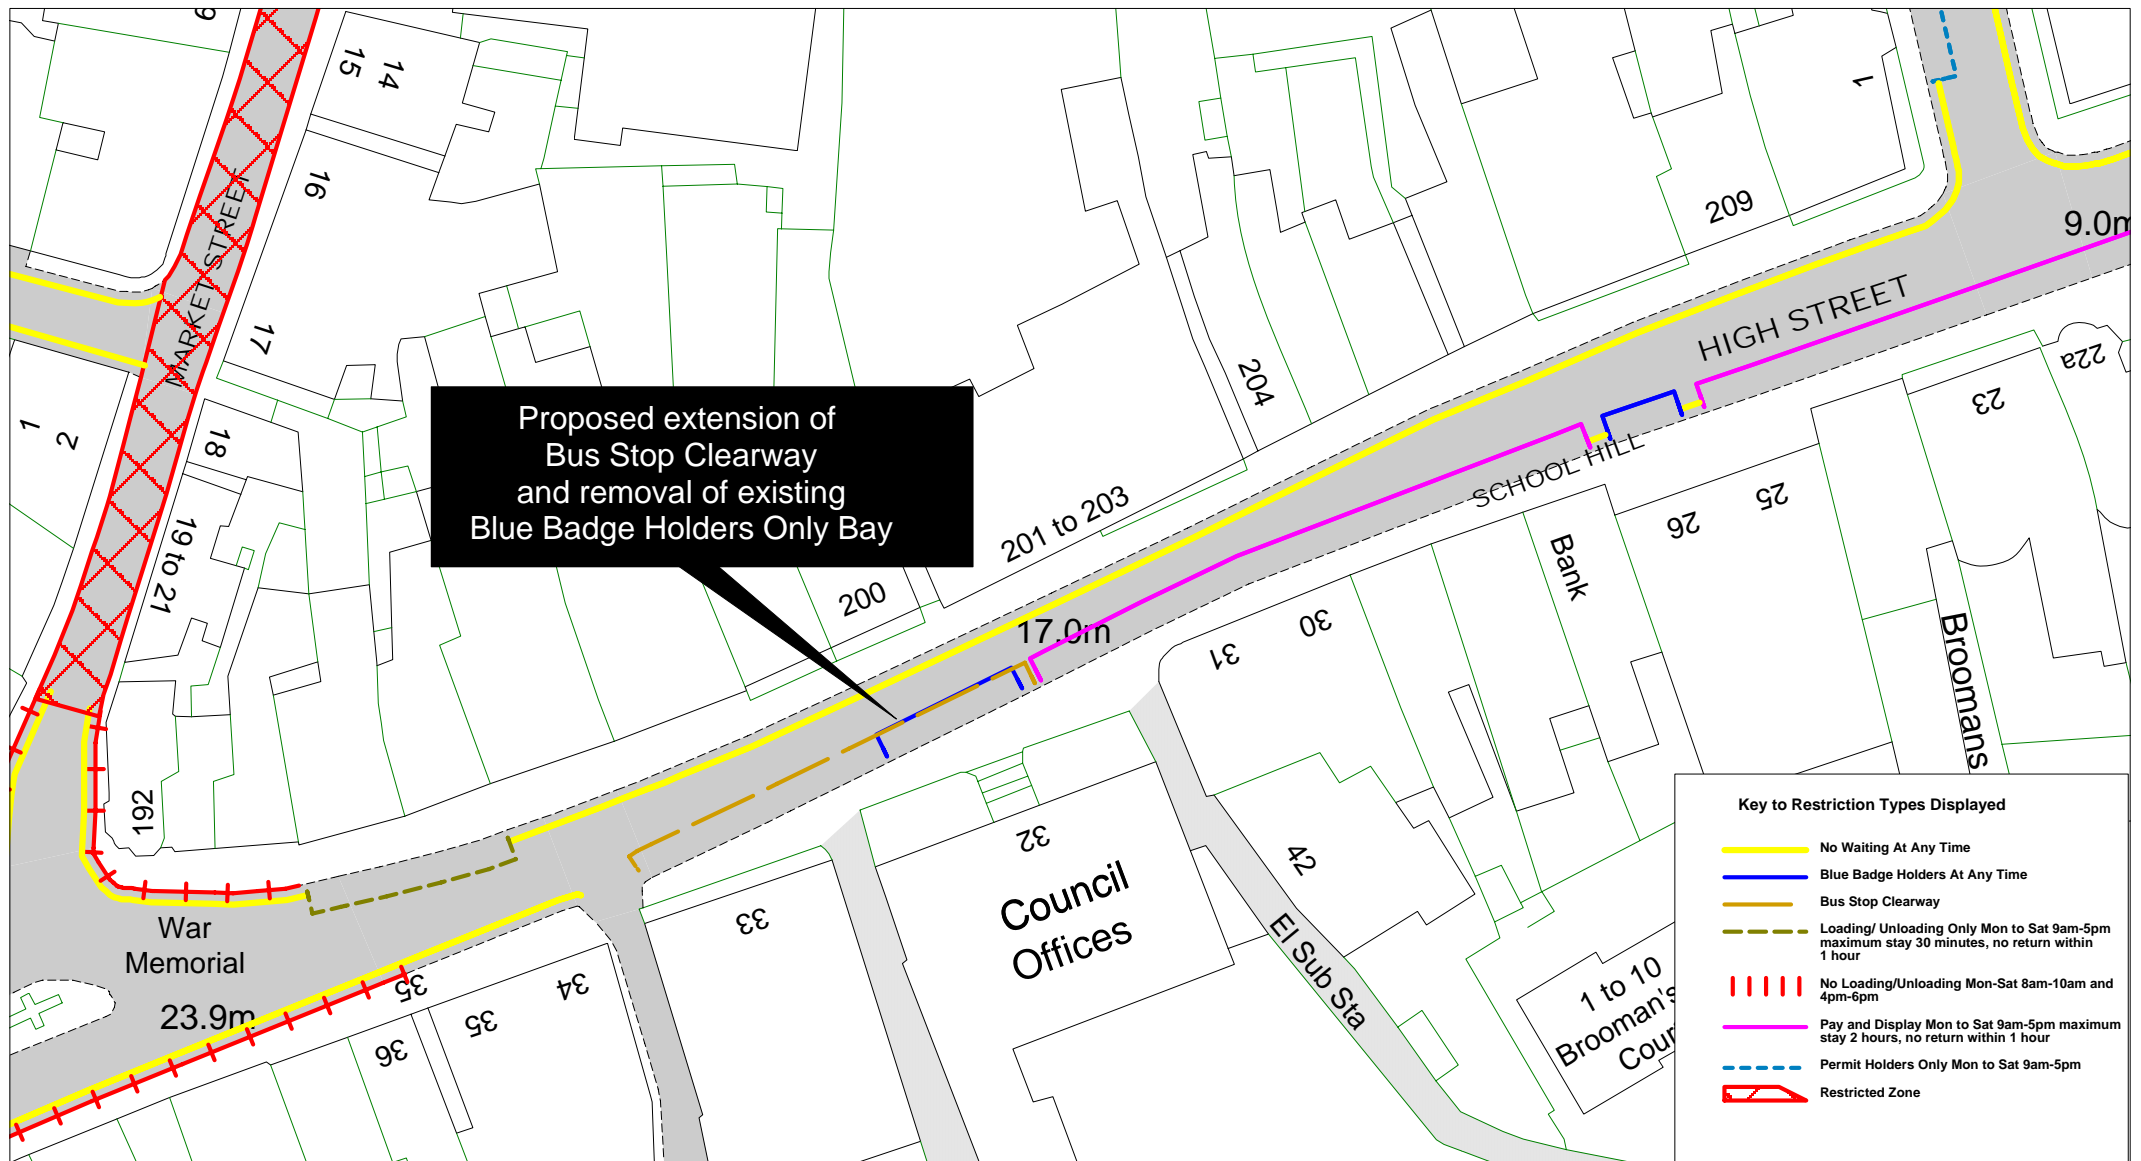 9
15
14
1
16
209
9.0m
MARKET STREET
17
HIGH STREET
22a
23
204
1
2
18
Proposed extension of
Bus Stop Clearway
and removal of existing
Blue Badge Holders Only Bay
SCHOOL HILL
201 to 203
25
26
19 to 21
Bank
200
17.0m
30
31
Broomans
192
32
Council
Offices
42
33
El Sub Sta
War
Memorial
23.9m
35
34
35
36
1 to 10
Brooman's
Cour
Key to Restriction Types Displayed
No Waiting At Any Time
Blue Badge Holders At Any Time
Bus Stop Clearway
Loading/ Unloading Only Mon to Sat 9am-5pm
maximum stay 30 minutes, no return within
1 hour
No Loading/Unloading Mon-Sat 8am-10am and
4pm-6pm
Pay and Display Mon to Sat 9am-5pm maximum
stay 2 hours, no return within 1 hour
Permit Holders Only Mon to Sat 9am-5pm
Restricted Zone